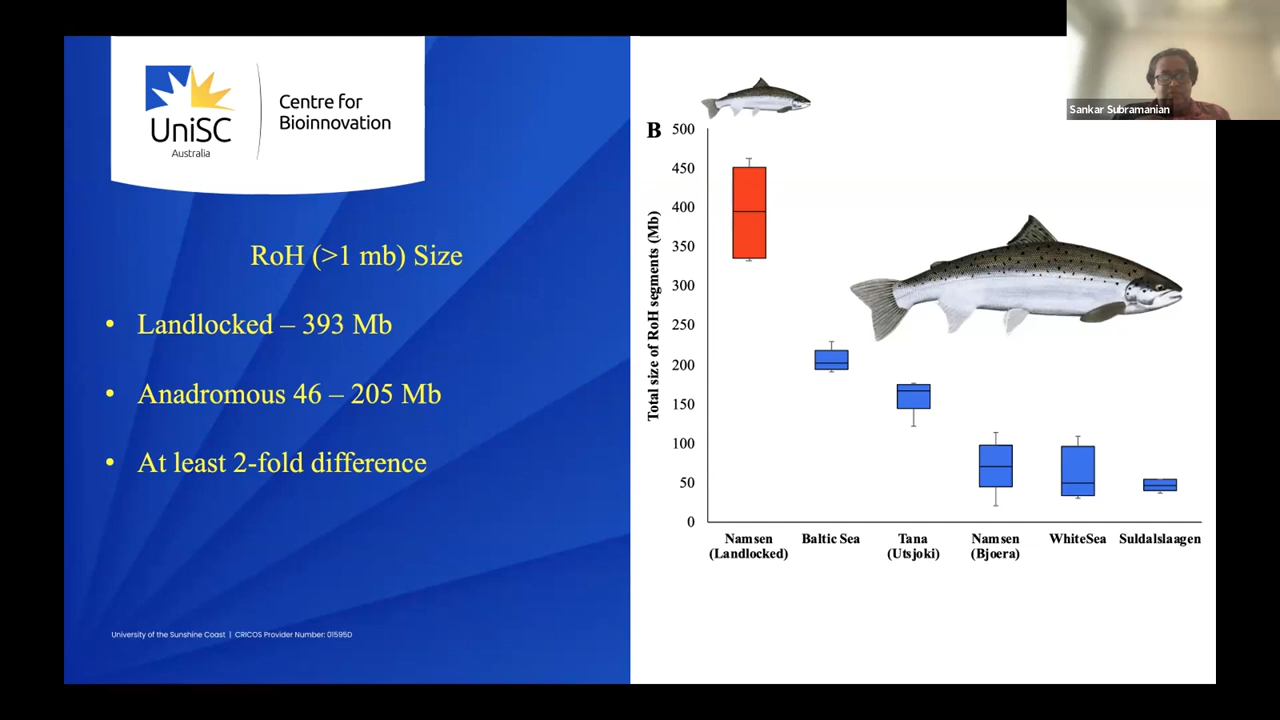 UniSC
Australia
Centre for
Bioinnovation
RoH (>1 mb) Size
• Landlocked – 393 Mb
• Anadromous 46 – 205 Mb
• At least 2-fold difference
University of the Sunshine Coast | CRICOS Provider Number: 01595D
Sankar Subramanian
B
Total size of RoH segments (Mb)
500
450
400
350
300
250
200
150
100
50
0
Namsen
(Landlocked)
Baltic Sea
Tana
(Utsjoki)
Namsen
(Bjoera)
WhiteSea
Suldalslaagen